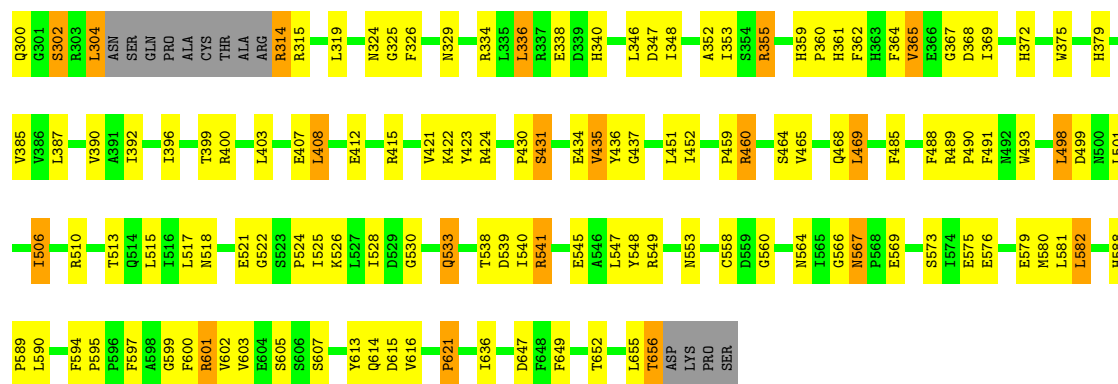 Q300 G301 S302 R303 L304 ASN SER GLN PRO ALA CYS THR ALA ARG R314 R315 L319 N324 G325 F326 N329 R334 L335 L336 R337 E338 D339 H340 L346 D347 I348 A352 I353 S354 R355 H359 P360 H361 F362 H363 F364 V365 E366 G367 D368 I369 H372 W375 H379
V385 V386 L387 V390 A391 I392 I396 T399 R400 L403 E407 L408 E412 R415 V421 K422 Y423 R424 P430 S431 E434 V435 Y436 G437 L451 I452 P459 R460 S464 V465 Q468 L469 F485 F488 R489 P490 F491 N492 W493 L498 D499 N500
I506 R510 T513 Q514 L515 I516 L517 N518 E521 G522 S523 P524 I525 K526 L527 I528 D529 G530 Q533 T538 D539 I540 R541 E545 A546 L547 Y548 R549 N553 C558 D559 G560 N564 I565 G566 N567 P568 E569 S573 I574 E575 E576 E579 M580 L581 L582
P589 L590 F594 P595 P596 F597 A598 G599 F600 R601 V602 V603 E604 S605 S606 S607 Y613 Q614 D615 V616 P621 I636 D647 F648 F649 T652 L655 T656 ASP LYS PRO SER